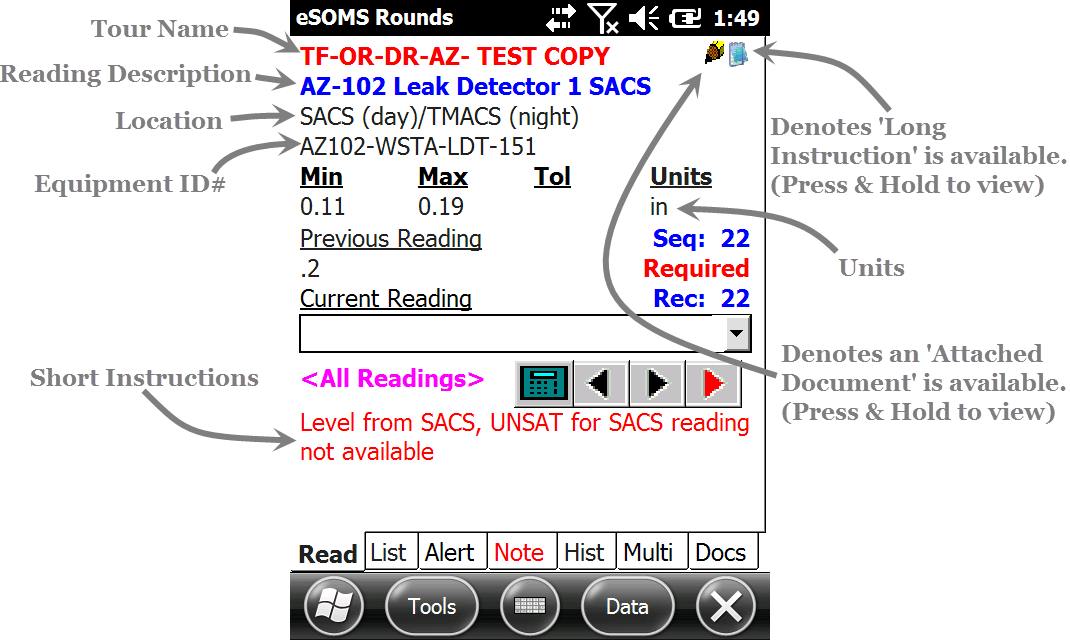 eSOMS Rounds 1:49
Tour Name
TF-OR-DR-AZ- TEST COPY
Reading Description
AZ-102 Leak Detector 1 SACS
Location
SACS (day)/TMACS (night)
Equipment ID#
AZ102-WSTA-LDT-151
Denotes 'Long
Instruction' is available.
(Press & Hold to view)
Min Max Tol Units
0.11 0.19 in
Units
Previous Reading Seq: 22
.2 Required
Current Reading Rec: 22
Denotes an 'Attached
Document' is available.
(Press & Hold to view)
Short Instructions
<All Readings>
Level from SACS, UNSAT for SACS reading
not available
Read List Alert Note Hist Multi Docs
Tools Data